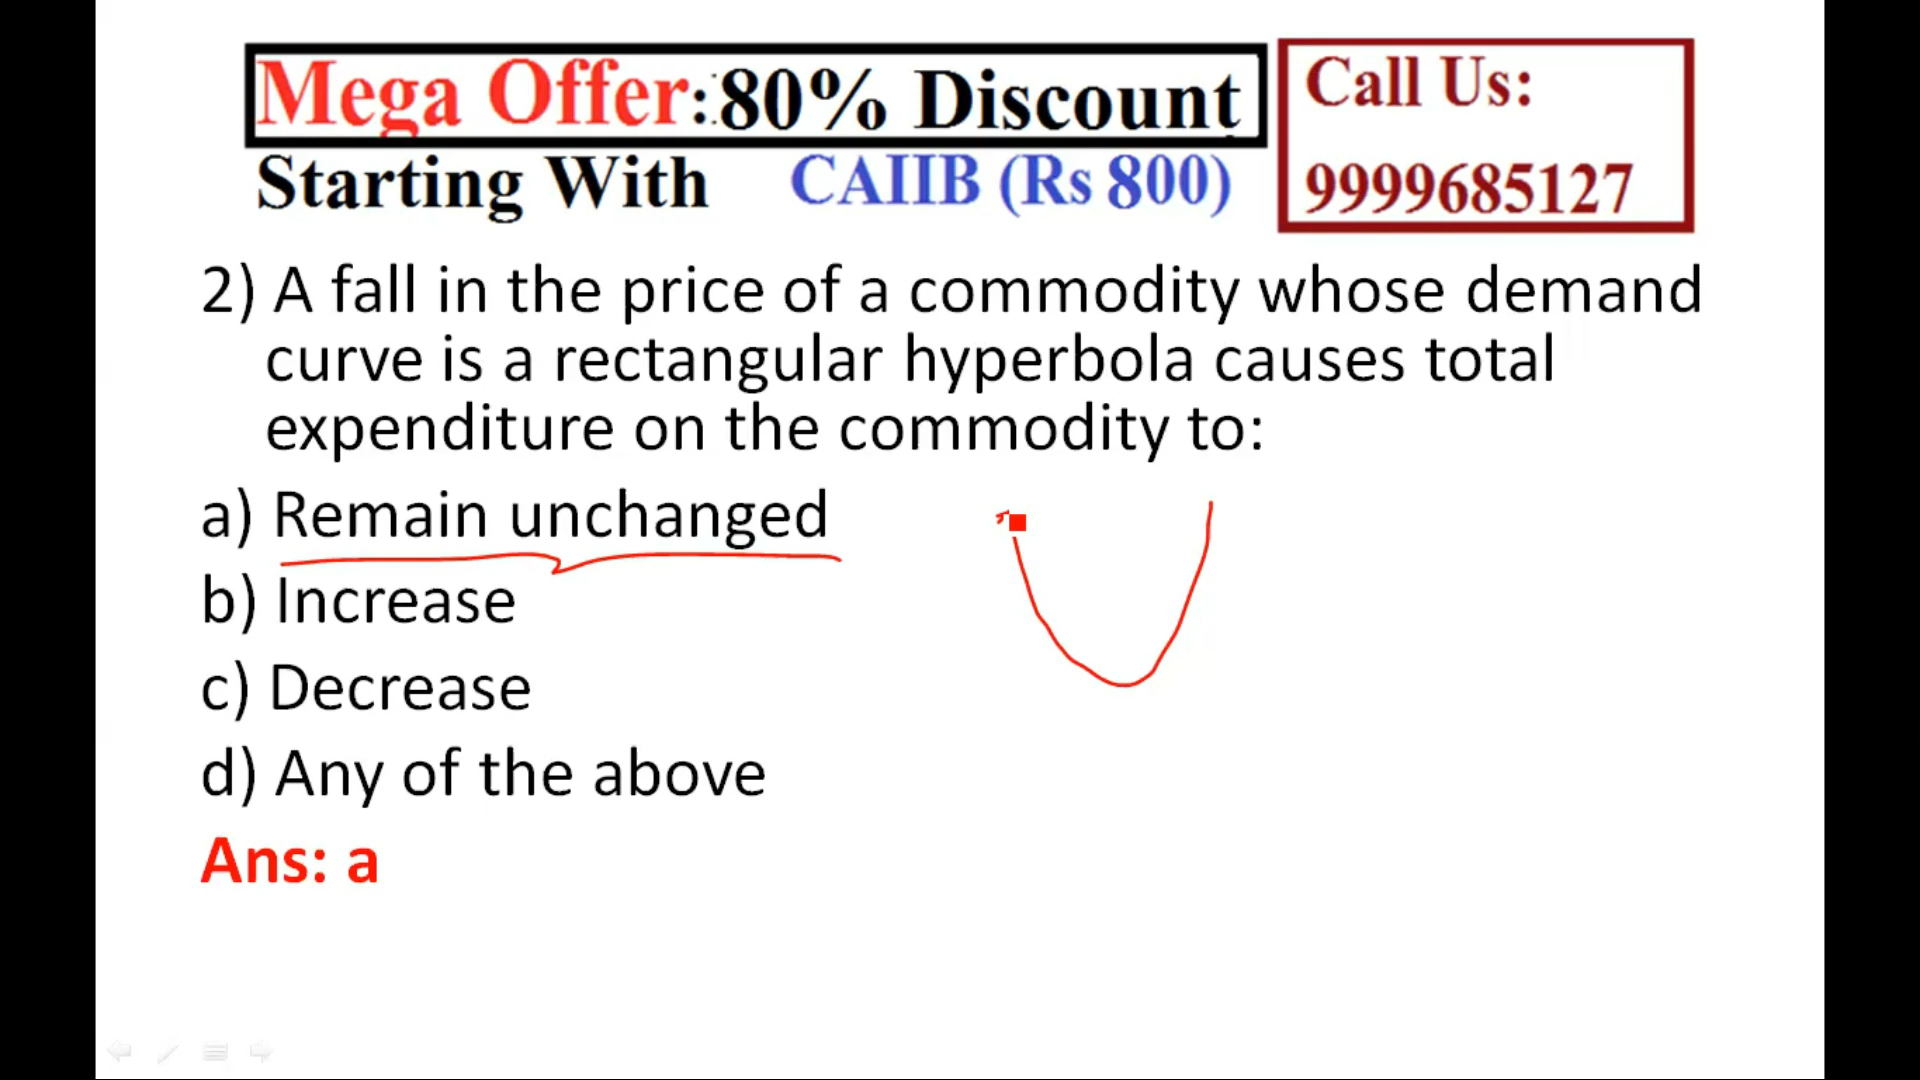 Mega Offer: 80% Discount
Starting With CAIIB (Rs 800)
Call Us:
9999685127
2) A fall in the price of a commodity whose demand
curve is a rectangular hyperbola causes total
expenditure on the commodity to:
a) Remain unchanged
b) Increase
c) Decrease
d) Any of the above
Ans: a